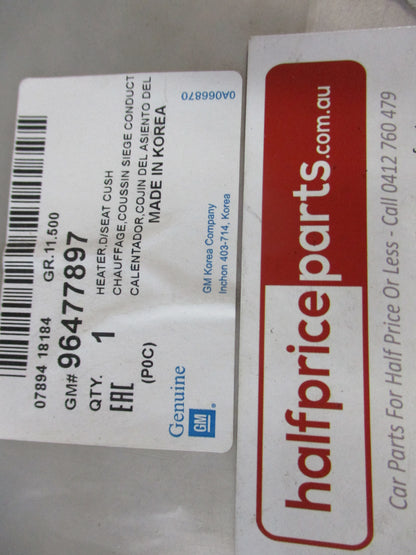 07894 18184 GR.11,500
GM# 96477897
QTY. 1
HEATER,D/SEAT CUSH
CHAUFFAGE,COUSSIN SIEGE CONDUCT
CALENTADOR,COJIN DEL ASIENTO DEL
EAC (P0C) MADE IN KOREA
Genuine
GM
GM Korea Company
Inchon 403-714, Korea
0A066870
halfpriceparts.com.au
Car Parts For Half Price Or Less - Call 0412 760 479